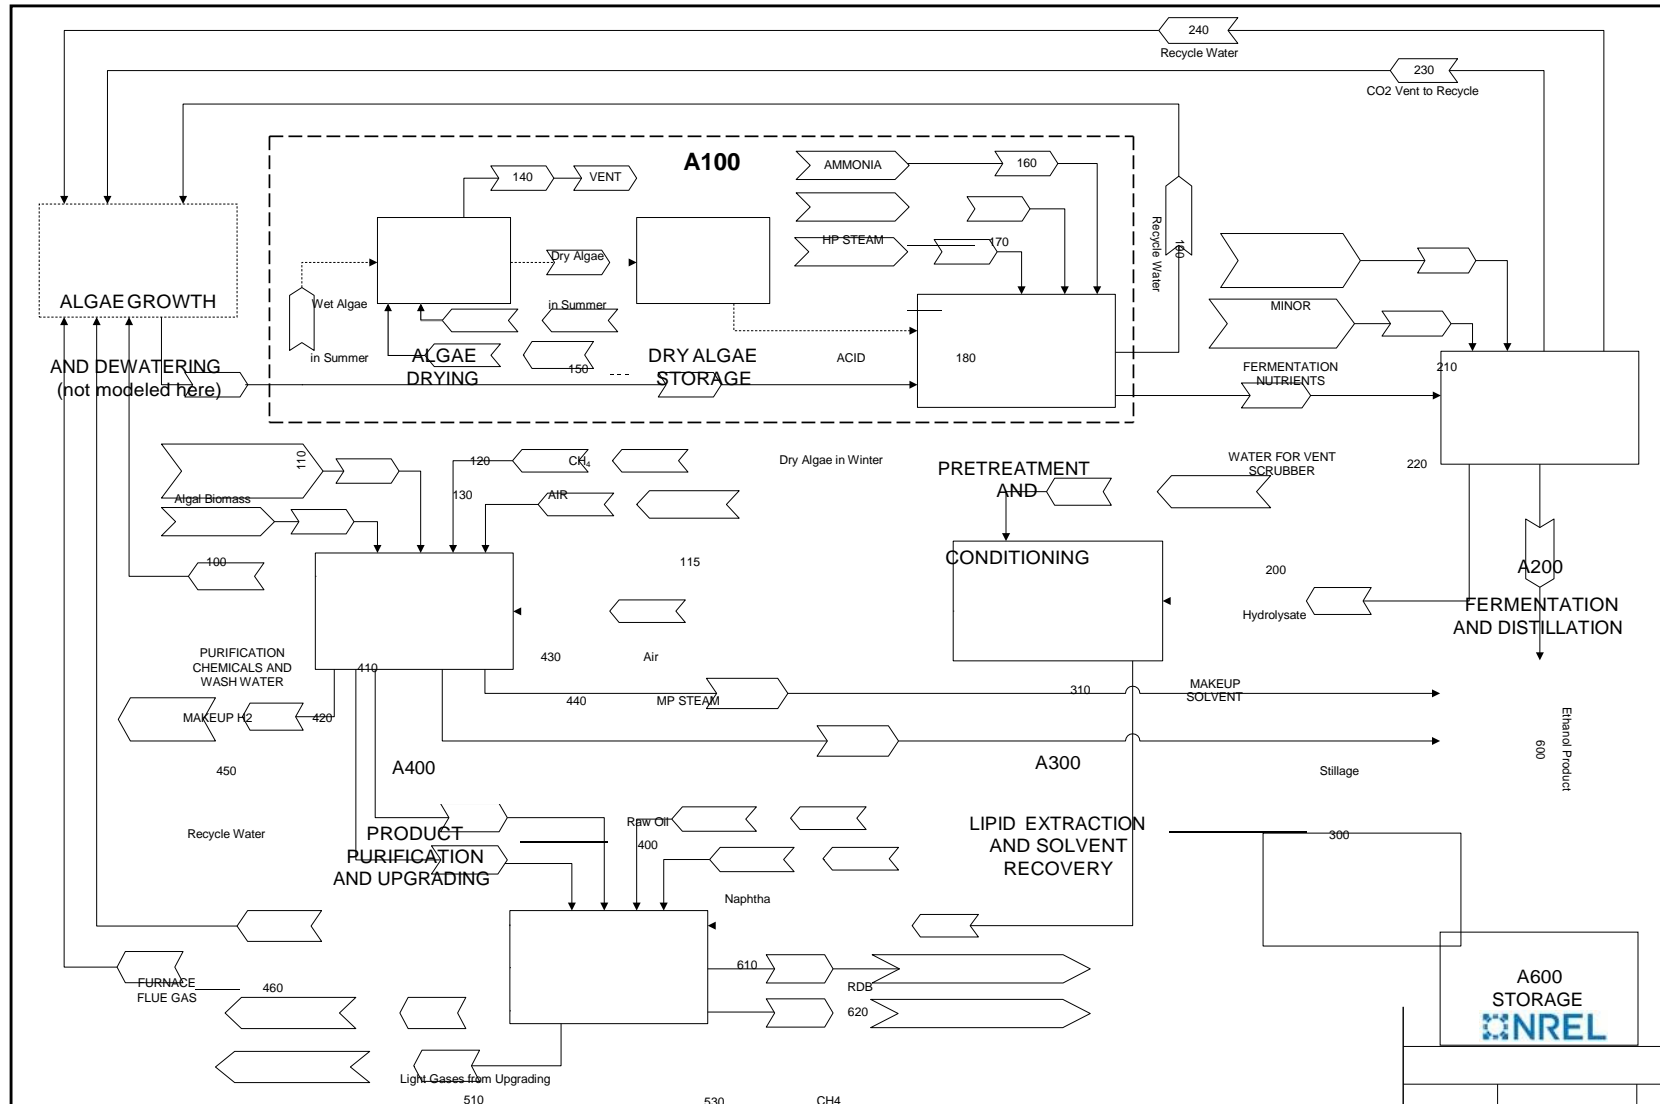 240
Recycle Water
230
CO2 Vent to Recycle
A100
AMMONIA
160
140
VENT
Recycle Water
190
HP STEAM
170
Dry Algae
ALGAE GROWTH
Wet Algae
in Summer
MINOR
in Summer
ALGAE
DRYING
DRY ALGAE
STORAGE
ACID
180
AND DEWATERING
(not modeled here)
150
FERMENTATION
NUTRIENTS
210
110
120
CH4
Dry Algae in Winter
PRETREATMENT
AND
WATER FOR VENT
SCRUBBER
220
Algal Biomass
130
AIR
100
115
CONDITIONING
200
A200
Hydrolysate
FERMENTATION
AND DISTILLATION
PURIFICATION
CHEMICALS AND
WASH WATER
410
430
Air
440
MP STEAM
310
MAKEUP
SOLVENT
MAKEUP H2
420
Ethanol Product
600
450
A400
A300
Stillage
Recycle Water
PRODUCT
PURIFICATION
AND UPGRADING
Raw Oil
400
LIPID EXTRACTION
AND SOLVENT
RECOVERY
300
Naphtha
FURNACE
FLUE GAS
460
610
RDB
620
A600
STORAGE
NREL
Light Gases from Upgrading
510
530
CH4